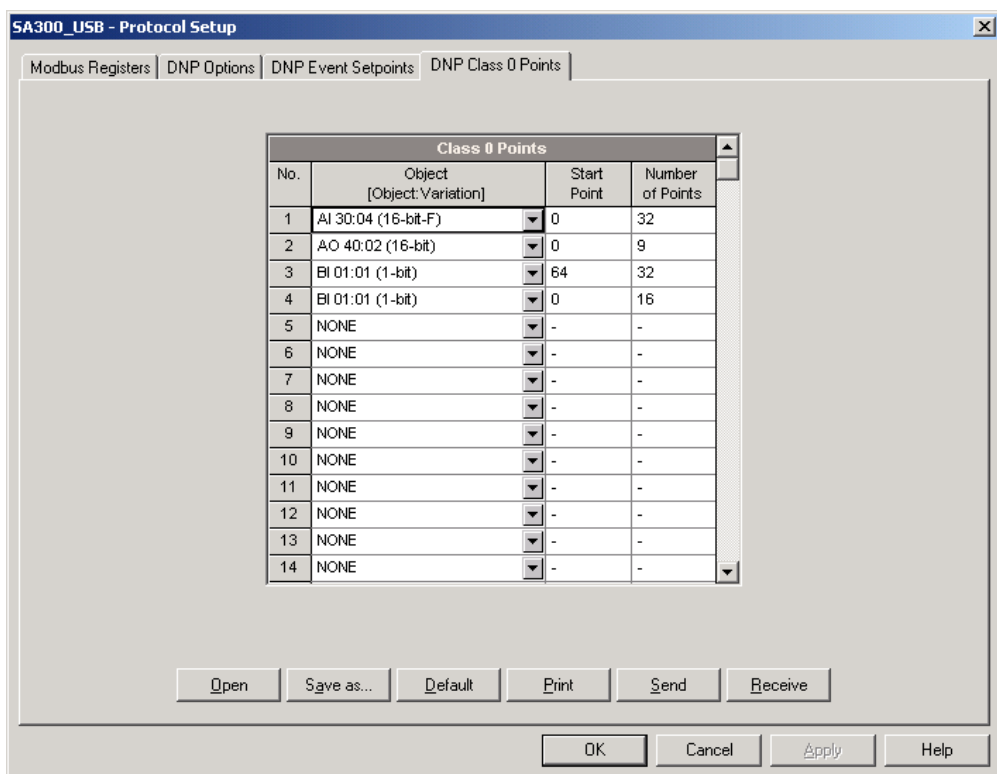 SA300_USB - Protocol Setup
Modbus Registers DNP Options DNP Event Setpoints DNP Class 0 Points
Class 0 Points
No. Object [Object:Variation] Start Point Number of Points
1 AI 30:04 (16-bit-F) 0 32
2 AO 40:02 (16-bit) 0 9
3 BI 01:01 (1-bit) 64 32
4 BI 01:01 (1-bit) 0 16
5 NONE - -
6 NONE - -
7 NONE - -
8 NONE - -
9 NONE - -
10 NONE - -
11 NONE - -
12 NONE - -
13 NONE - -
14 NONE - -
Open Save as... Default Print Send Receive
OK Cancel Apply Help